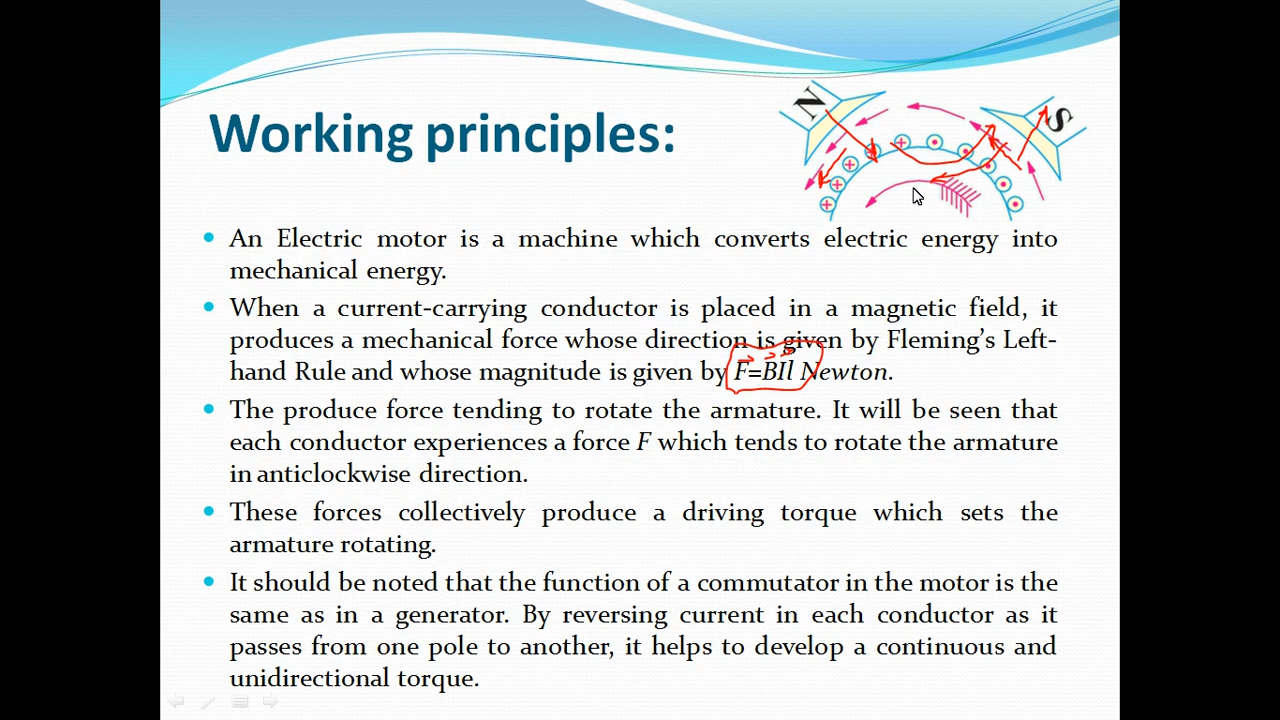 Working principles:
N
S
An Electric motor is a machine which converts electric energy into
mechanical energy.
When a current-carrying conductor is placed in a magnetic field, it
produces a mechanical force whose direction is given by Fleming's Left-
hand Rule and whose magnitude is given by F=BIl Newton.
The produce force tending to rotate the armature. It will be seen that
each conductor experiences a force F which tends to rotate the armature
in anticlockwise direction.
These forces collectively produce a driving torque which sets the
armature rotating.
It should be noted that the function of a commutator in the motor is the
same as in a generator. By reversing current in each conductor as it
passes from one pole to another, it helps to develop a continuous and
unidirectional torque.